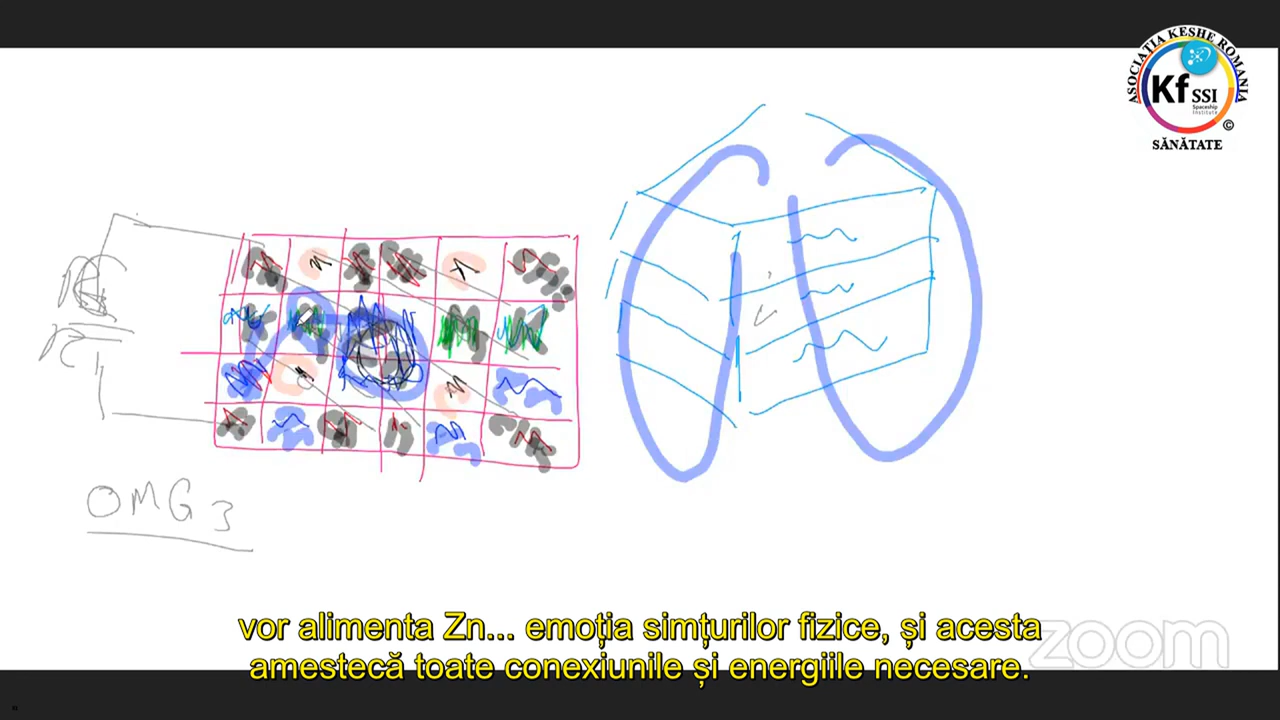 ASOCIAȚIA KESHE ROMANIA
Kf SSI
Spaceship
Institute
©
SĂNĂTATE
OMG 3
vor alimenta Zn... emoția simțurilor fizice, și acesta
amestecă toate conexiunile și energiile necesare.
zoom